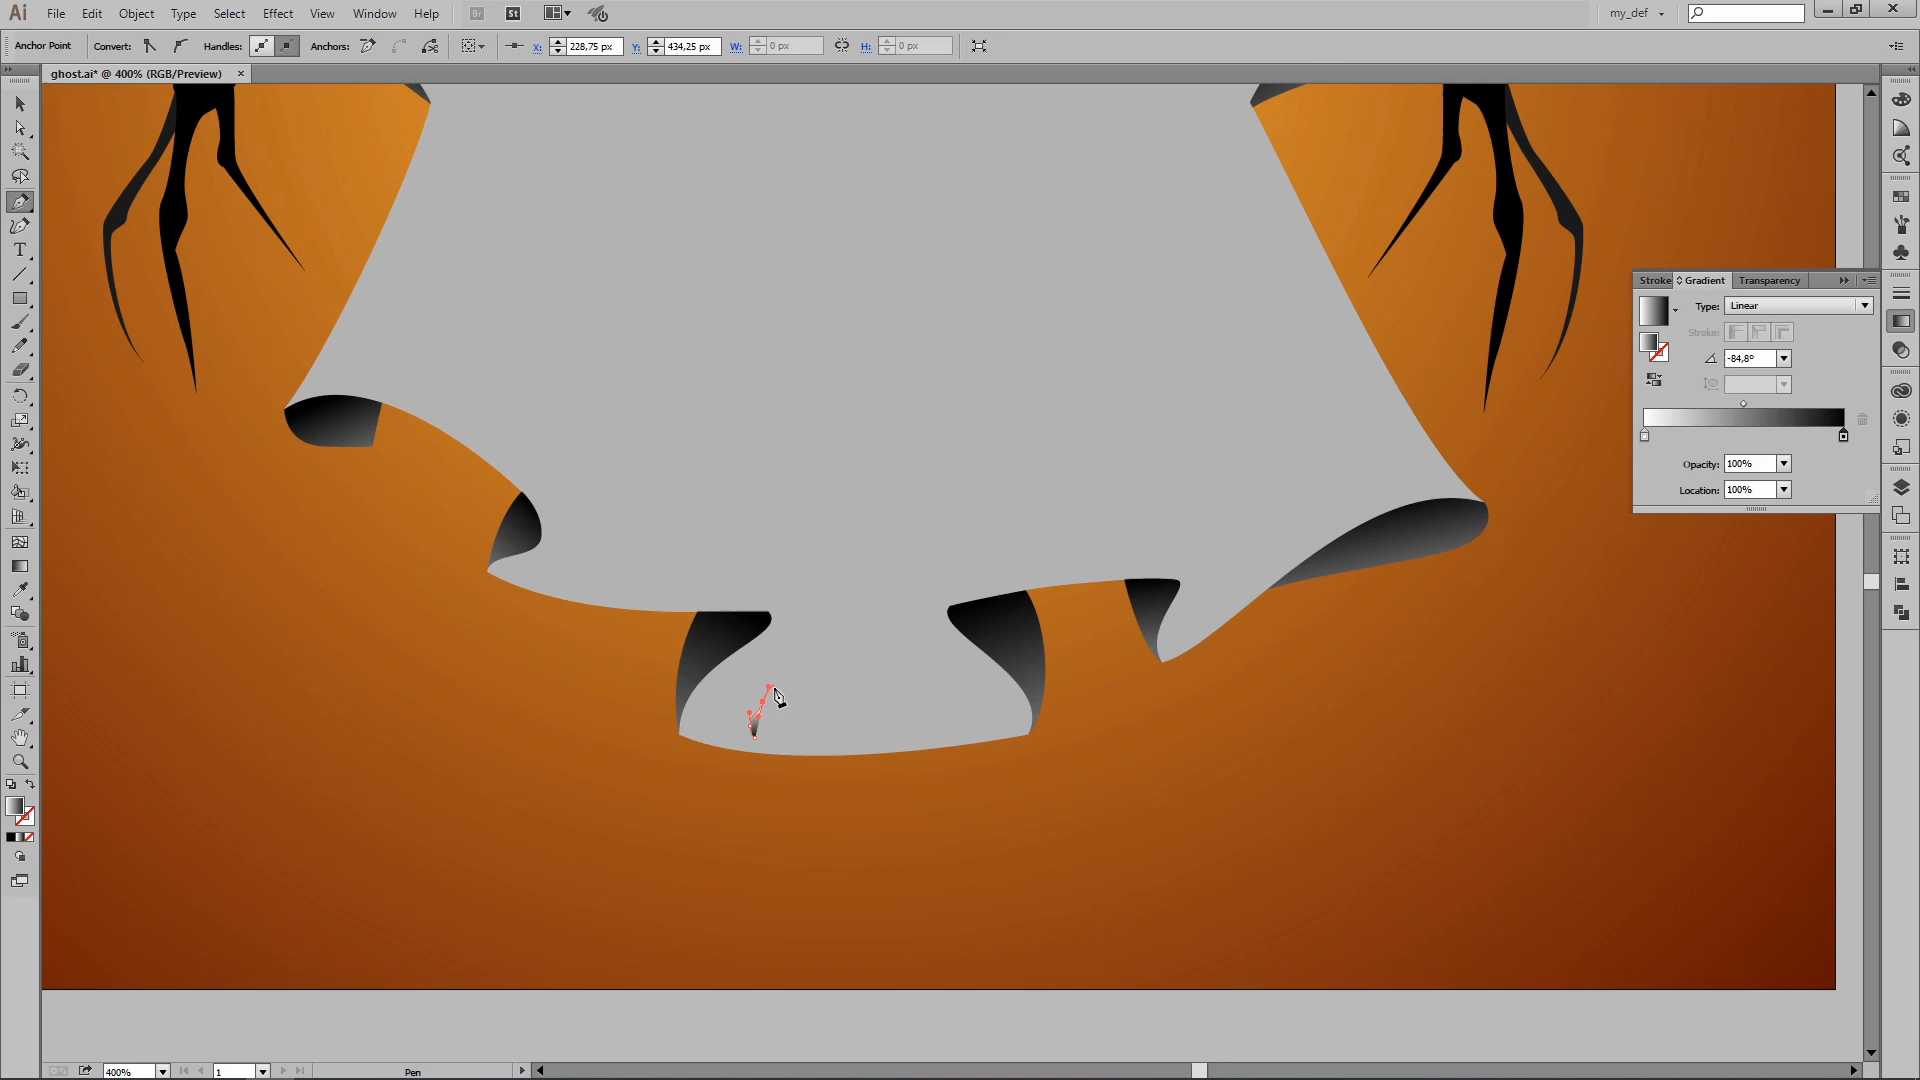 Ai File Edit Object Type Select Effect View Window Help Br St my_def
Anchor Point Convert: Handles: Anchors: X: 228,75 px Y: 434,25 px W: 0 px H: 0 px
ghost.ai* @ 400% (RGB/Preview) ×
T
Stroke Gradient Transparency
Type: Linear
Stroke:
-84,8°
Opacity: 100%
Location: 100%
400% 1 Pen